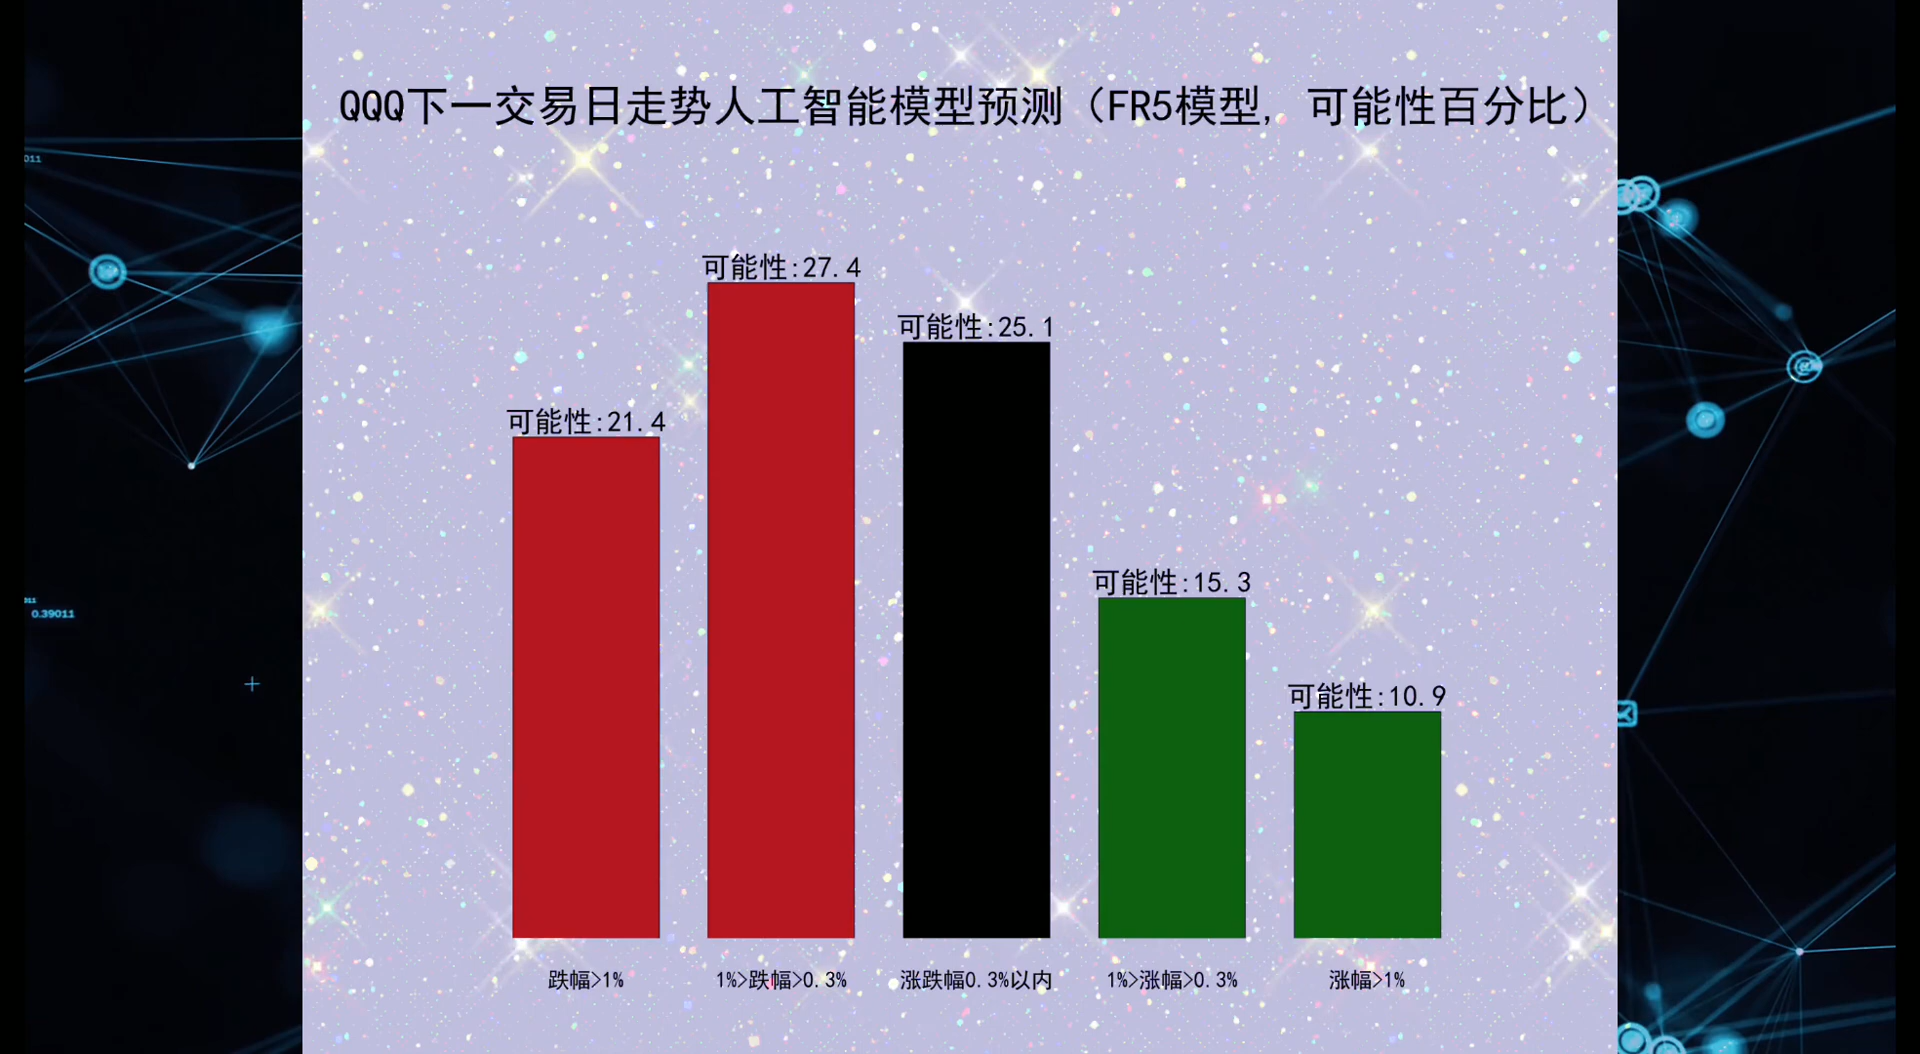 QQQ下一交易日走势人工智能模型预测（FR5模型, 可能性百分比）
可能性:27.4
可能性:25.1
可能性:21.4
可能性:15.3
可能性:10.9
跌幅>1%
1%>跌幅>0.3%
涨跌幅0.3%以内
1%>涨幅>0.3%
涨幅>1%
011
011
0.39011